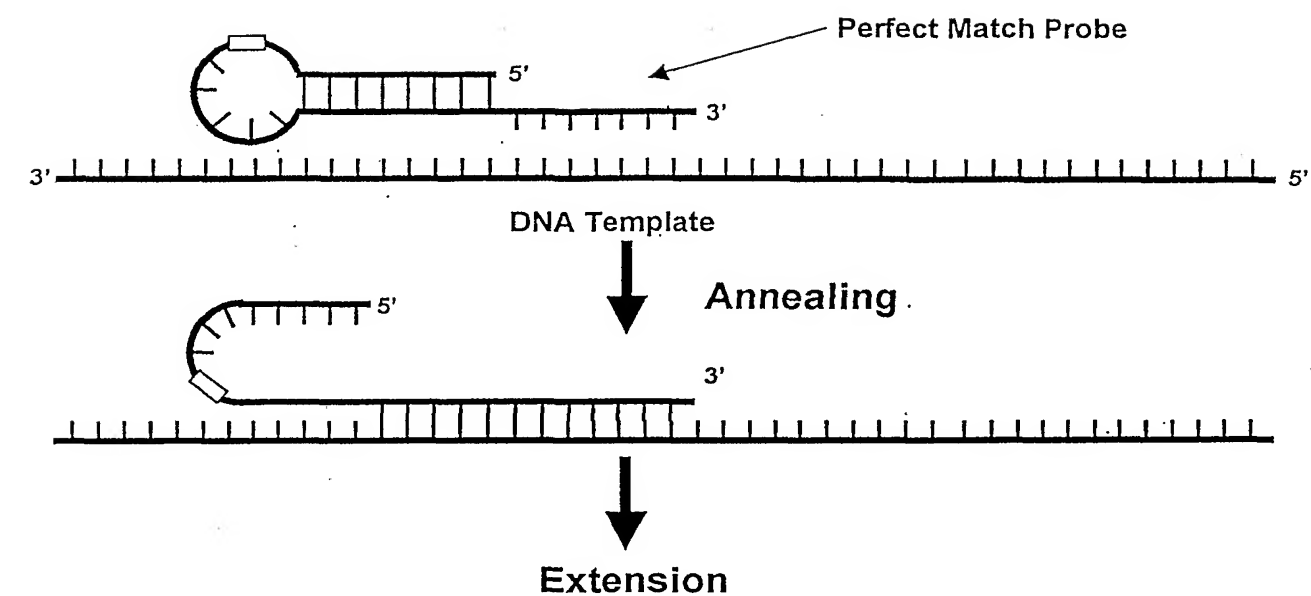 Perfect Match Probe
5'
3'
3'
5'
DNA Template
Annealing
5'
3'
Extension